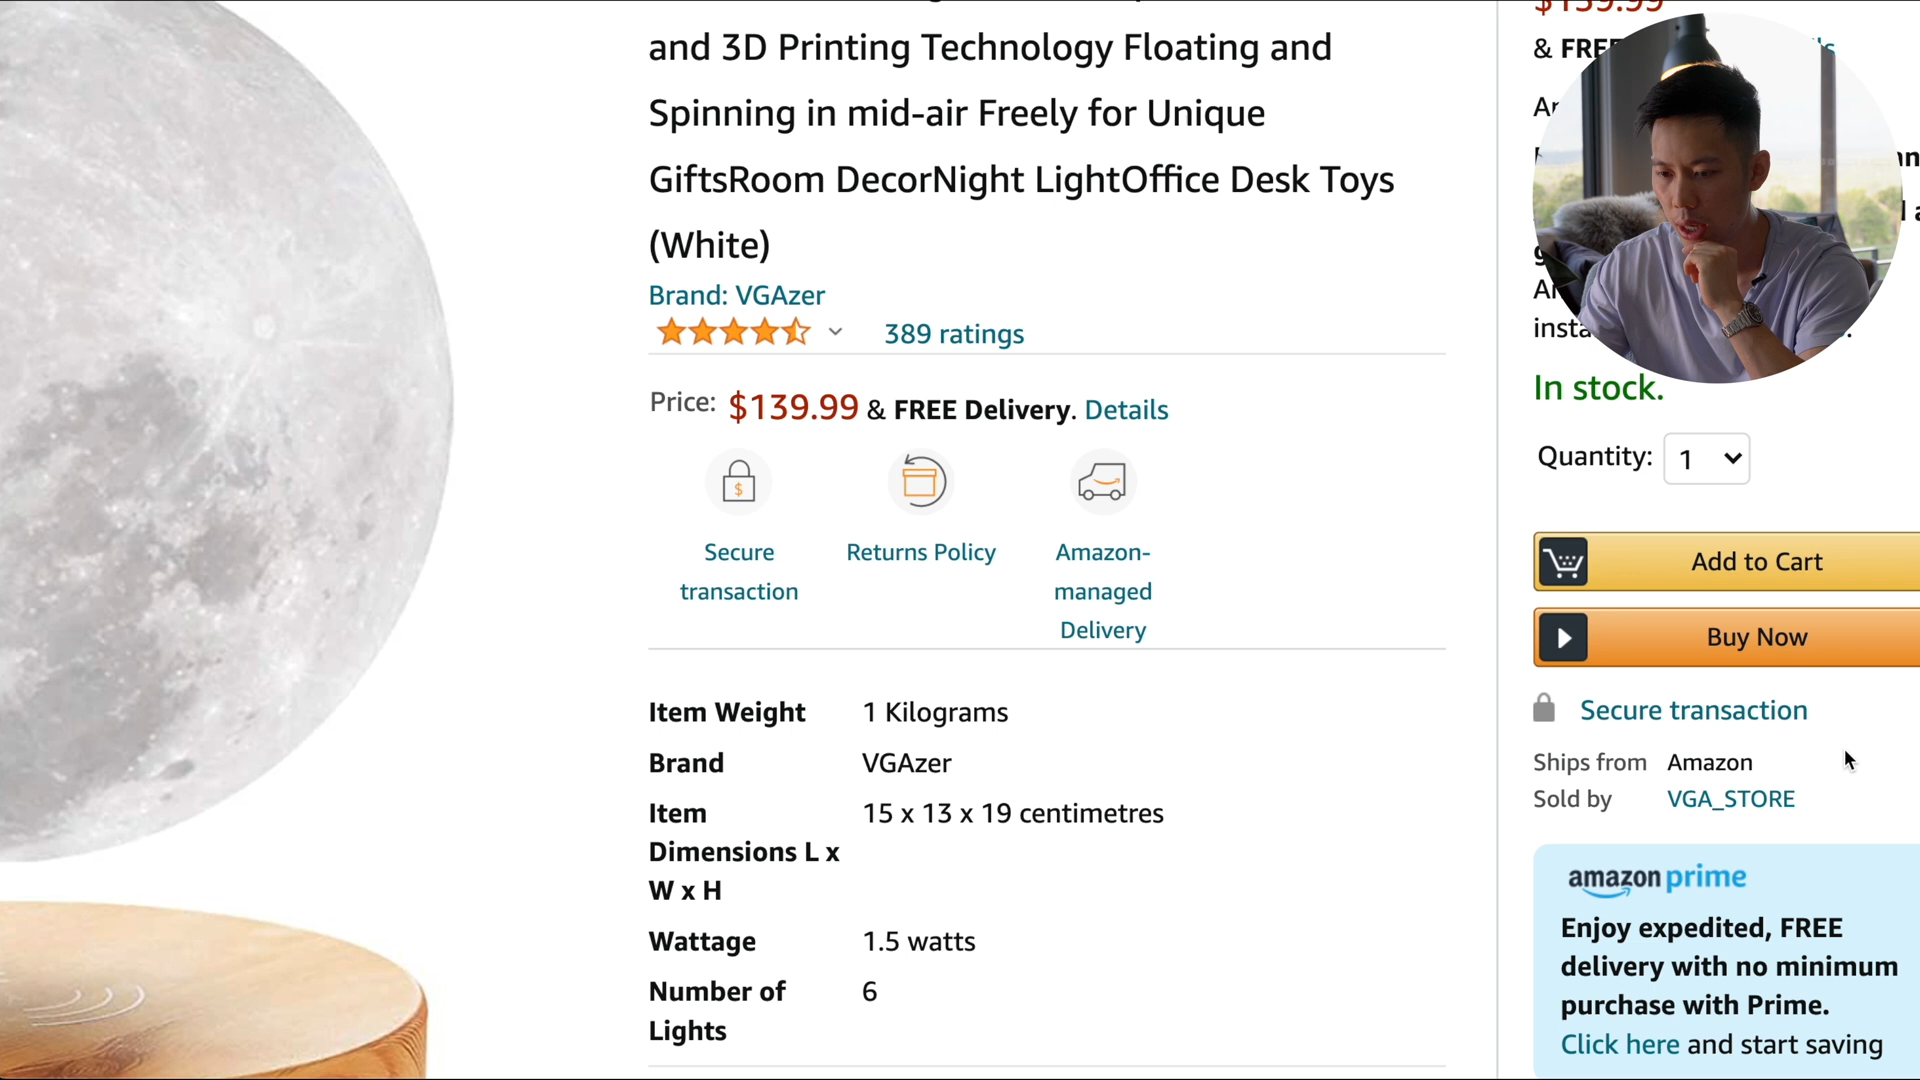 and 3D Printing Technology Floating and
Spinning in mid-air Freely for Unique
GiftsRoom DecorNight LightOffice Desk Toys
(White)
Brand: VGAzer
389 ratings
Price: $139.99 & FREE Delivery. Details
Secure
transaction
Returns Policy
Amazon-
managed
Delivery
Item Weight 1 Kilograms
Brand VGAzer
Item 15 x 13 x 19 centimetres
Dimensions L x
W x H
Wattage 1.5 watts
Number of 6
Lights
$139.99
& FREE
In stock.
Quantity: 1
Add to Cart
Buy Now
Secure transaction
Ships from Amazon
Sold by VGA_STORE
amazon prime
Enjoy expedited, FREE
delivery with no minimum
purchase with Prime.
Click here and start saving